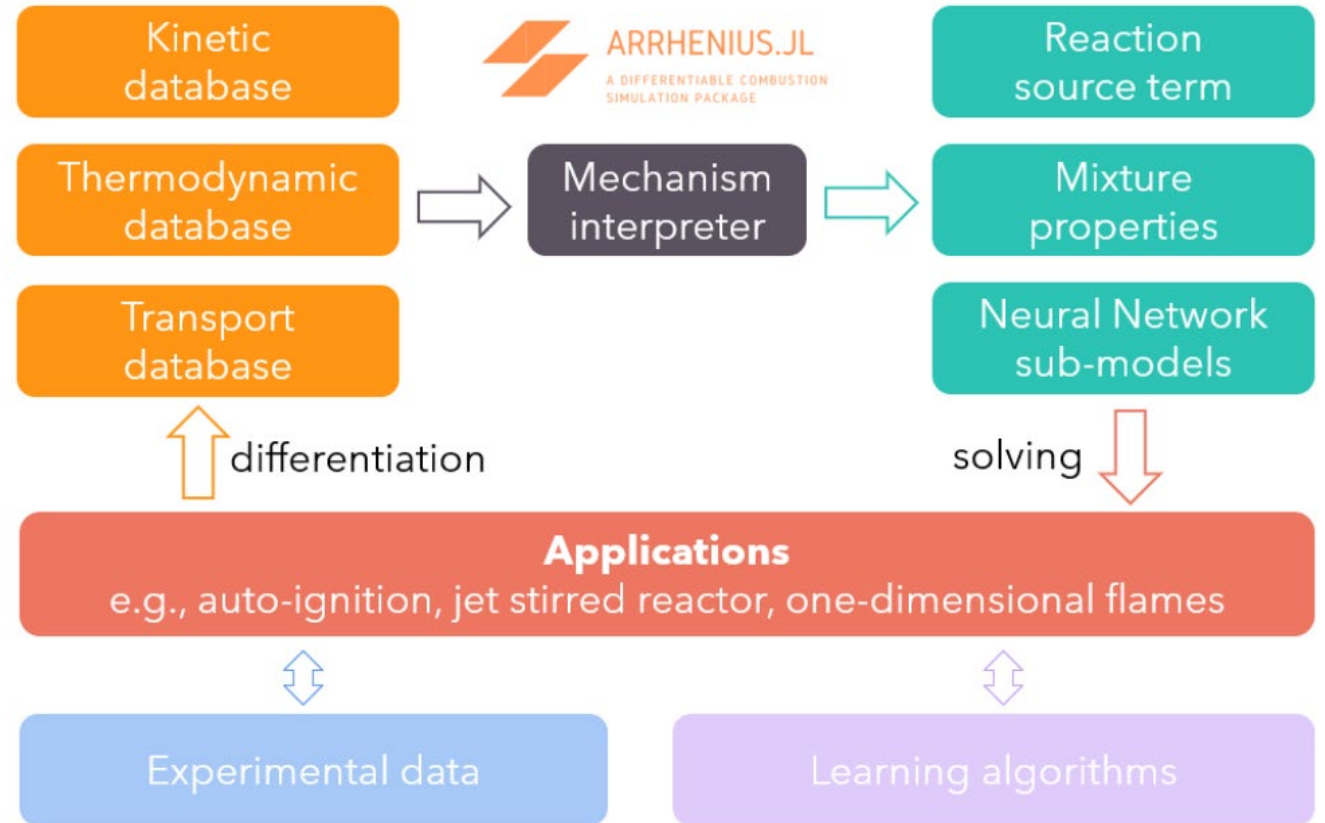 Kinetic
database
ARRHENIUS.JL
A DIFFERENTIABLE COMBUSTION
SIMULATION PACKAGE
Reaction
source term
Thermodynamic
database
Mechanism
interpreter
Mixture
properties
Transport
database
Neural Network
sub-models
differentiation
solving
Applications
e.g., auto-ignition, jet stirred reactor, one-dimensional flames
Experimental data
Learning algorithms